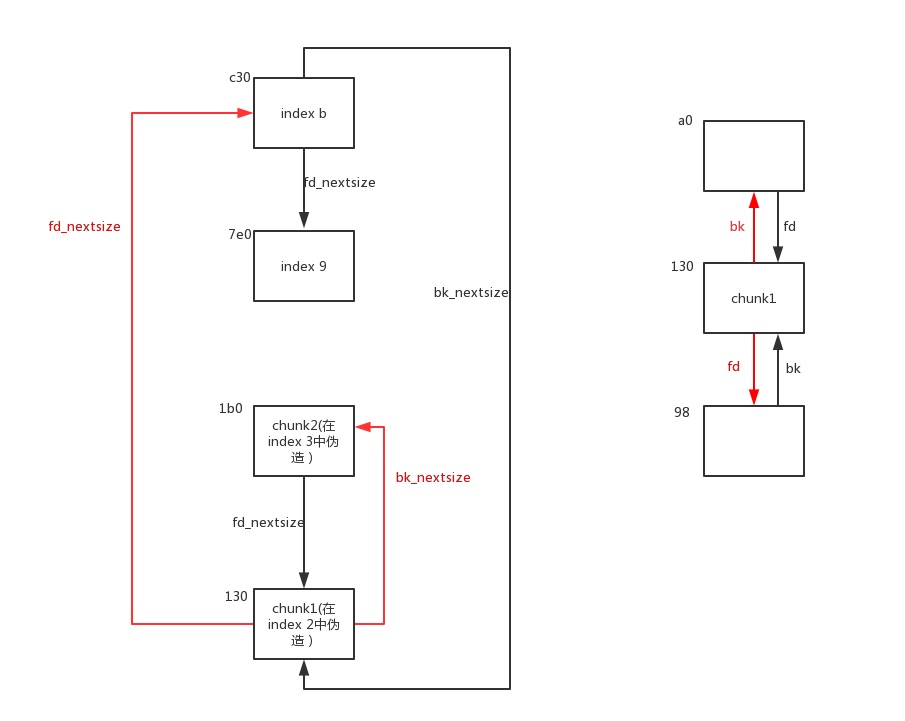 c30
index b
fd_nextsize
7e0
index 9
fd_nextsize
bk_nextsize
1b0
chunk2(在
index 3中伪
造 )
bk_nextsize
fd_nextsize
130
chunk1(在
index 2中伪
造 )
a0
bk
fd
130
chunk1
fd
bk
98